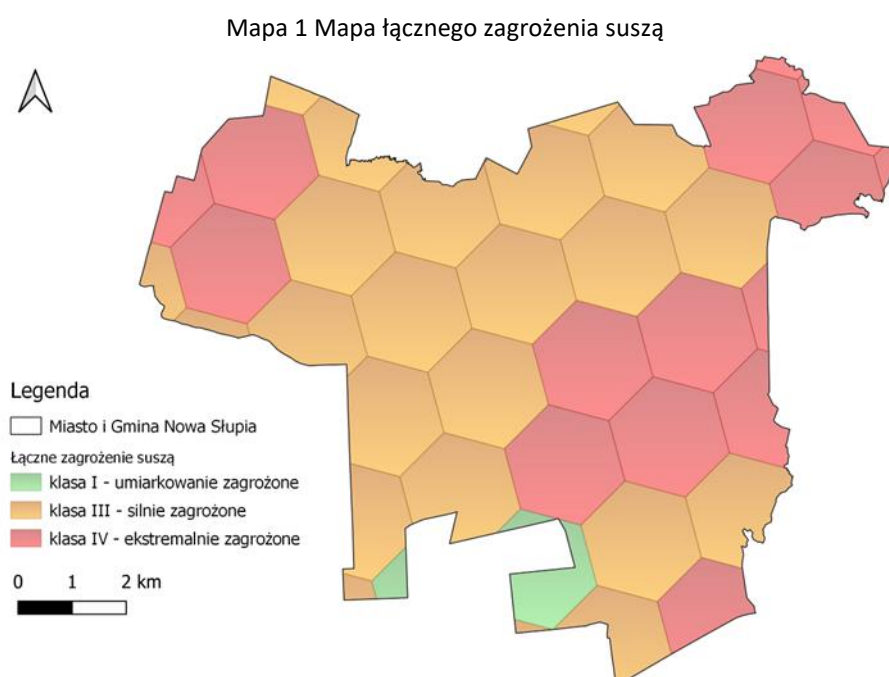 Mapa 1 Mapa łącznego zagrożenia suszą
Legenda
Miasto i Gmina Nowa Słupia
Łączne zagrożenie suszą
klasa I - umiarkowanie zagrożone
klasa III - silnie zagrożone
klasa IV - ekstremalnie zagrożone
0 1 2 km